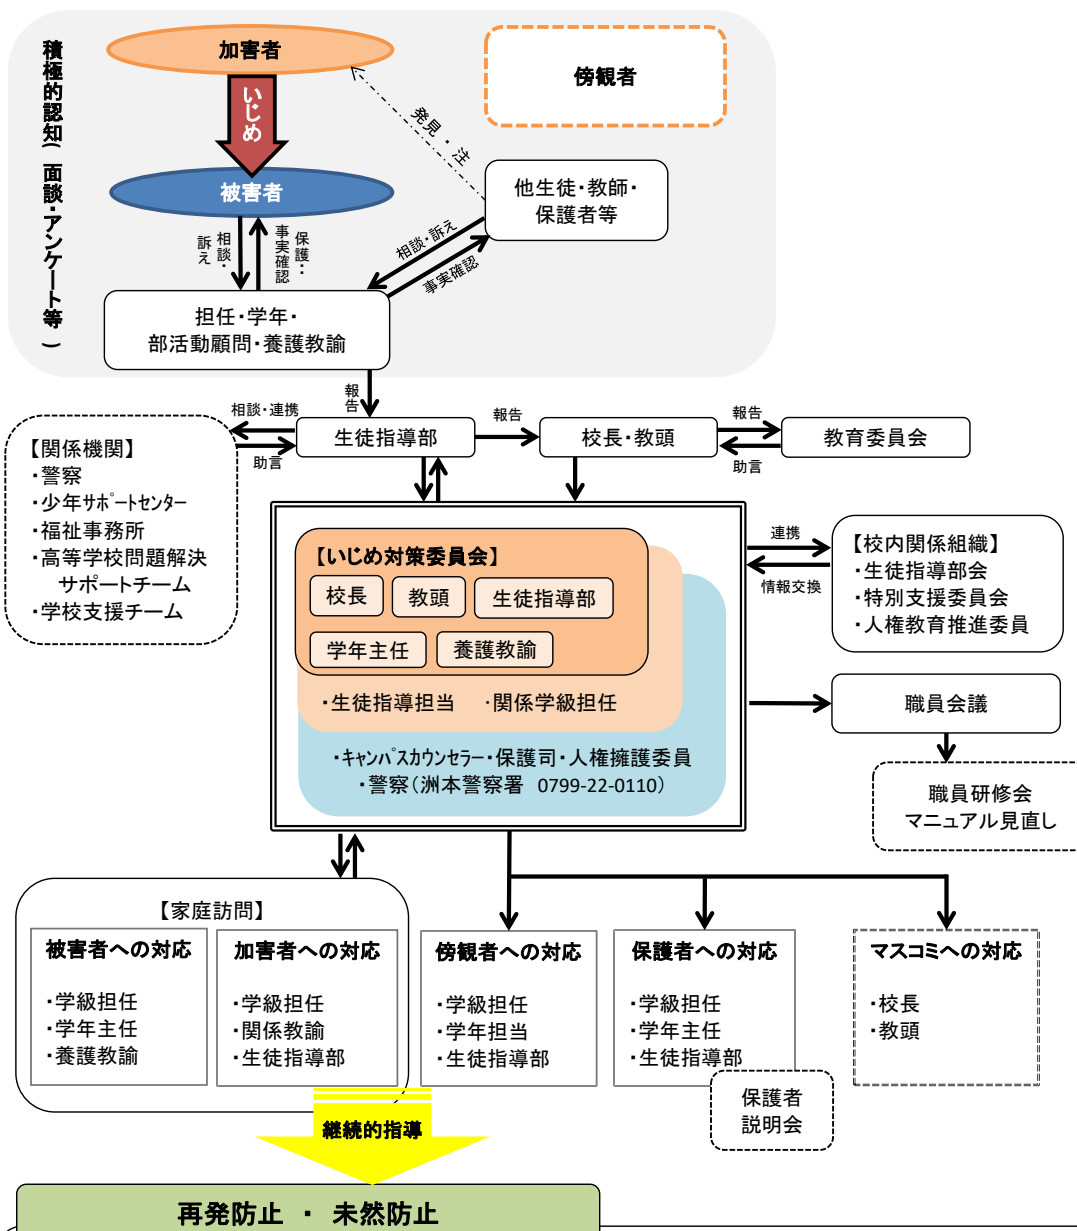 積極的認知(面談・アンケート等)
加害者
傍観者
いじめ
発見・注
被害者
他生徒・教師・
保護者等
相談・
訴え
保護・
事実確認
相談・訴え
事実確認
担任・学年・
部活動顧問・養護教諭
報告
相談・連携
助言
生徒指導部
報告
校長・教頭
報告
助言
教育委員会
【関係機関】
・警察
・少年サポートセンター
・福祉事務所
・高等学校問題解決
サポートチーム
・学校支援チーム
【いじめ対策委員会】
校長
教頭
生徒指導部
学年主任
養護教諭
・生徒指導担当 ・関係学級担任
・キャンパスカウンセラー・保護司・人権擁護委員
・警察(洲本警察署 0799-22-0110)
連携
情報交換
【校内関係組織】
・生徒指導部会
・特別支援委員会
・人権教育推進委員
職員会議
職員研修会
マニュアル見直し
【家庭訪問】
被害者への対応
・学級担任
・学年主任
・養護教諭
加害者への対応
・学級担任
・関係教諭
・生徒指導部
傍観者への対応
・学級担任
・学年担当
・生徒指導部
保護者への対応
・学級担任
・学年主任
・生徒指導部
保護者
説明会
マスコミへの対応
・校長
・教頭
継続的指導
再発防止 ・ 未然防止